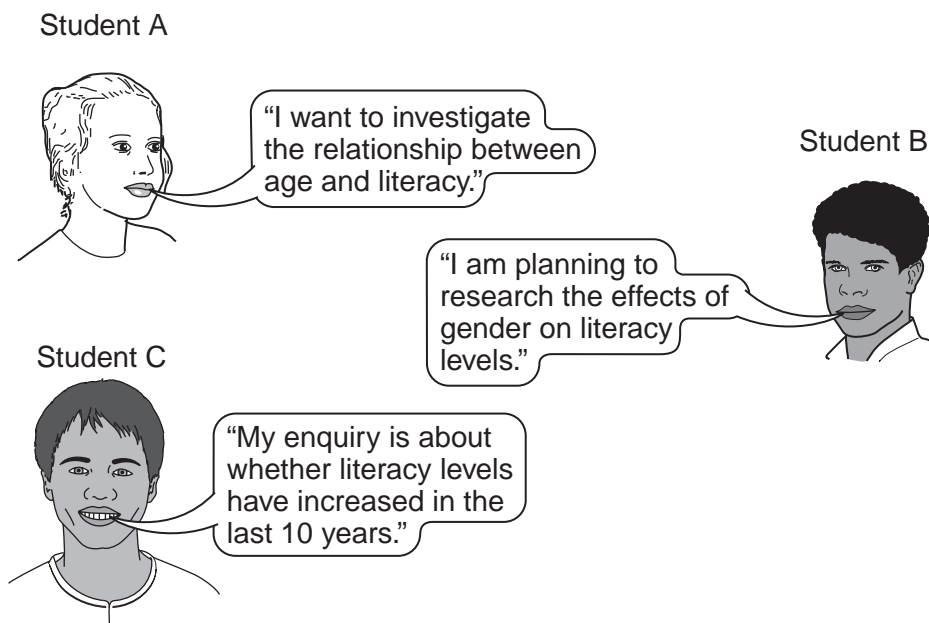 Student A
“I want to investigate
the relationship between
age and literacy.”
Student B
“I am planning to
research the effects of
gender on literacy
levels.”
Student C
“My enquiry is about
whether literacy levels
have increased in the
last 10 years.”